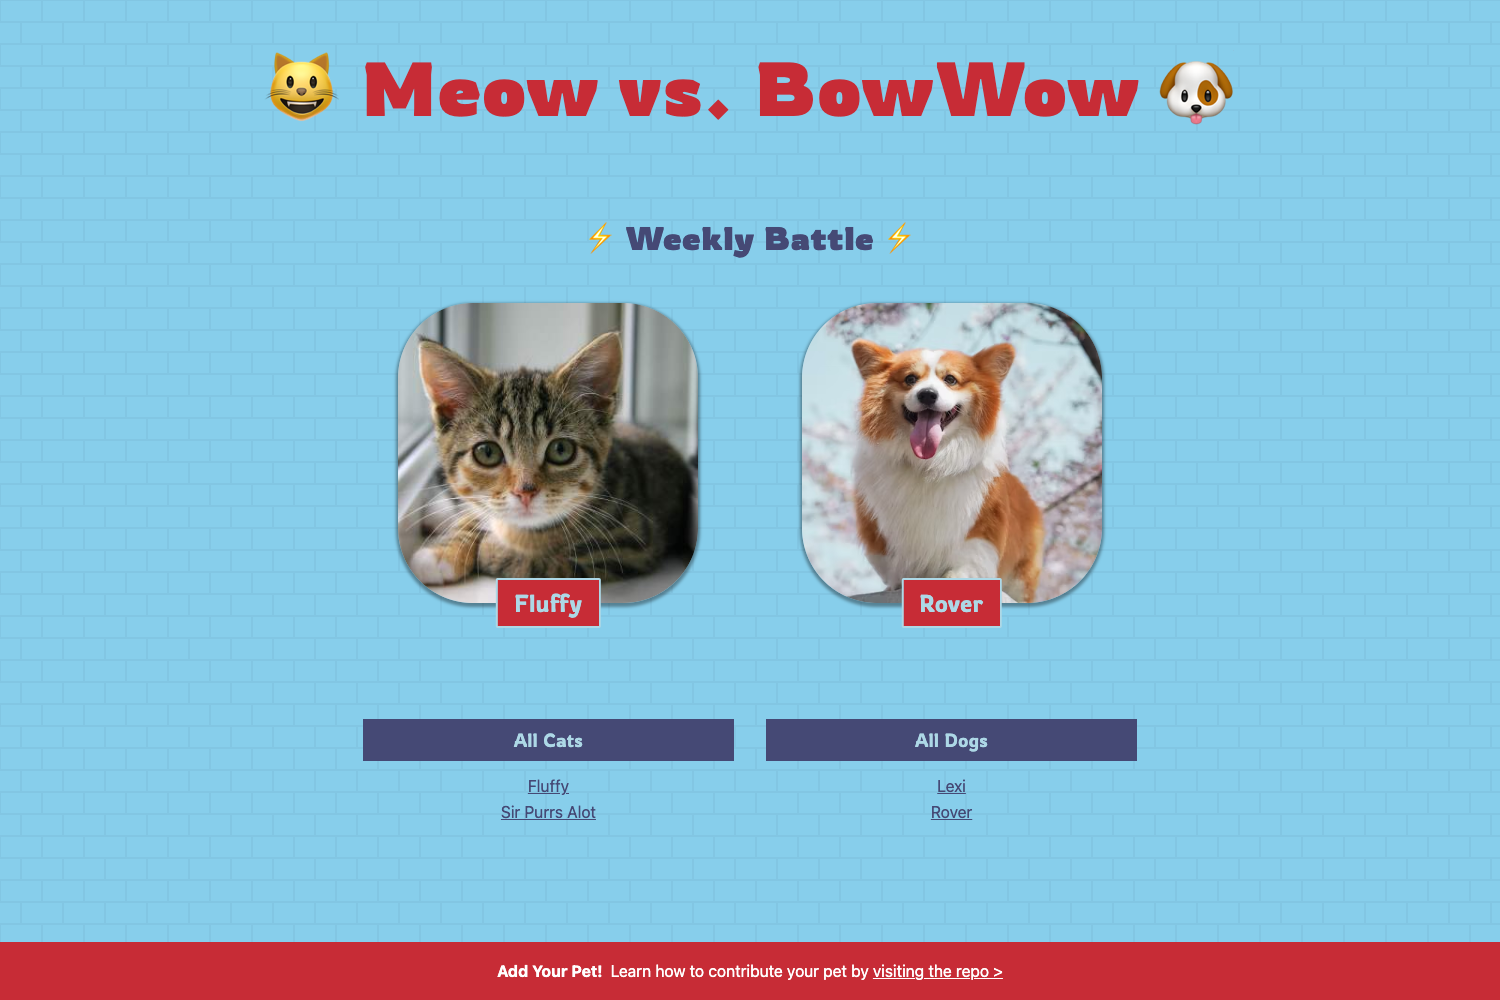 Meow vs. BowWow
Weekly Battle
Fluffy
Rover
All Cats
Fluffy
Sir Purrs Alot
All Dogs
Lexi
Rover
Add Your Pet! Learn how to contribute your pet by visiting the repo >